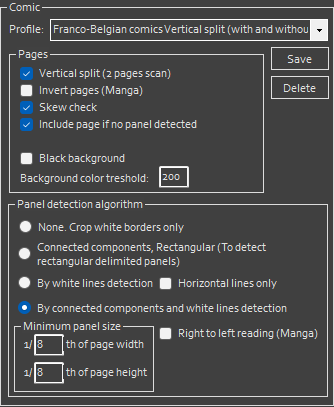 Comic
Profile: Franco-Belgian comics Vertical split (with and withou
Pages
Save
Vertical split (2 pages scan)
Invert pages (Manga)
Delete
Skew check
Include page if no panel detected
Black background
Background color treshold: 200
Panel detection algorithm
None. Crop white borders only
Connected components, Rectangular (To detect
rectangular delimited panels)
By white lines detection Horizontal lines only
By connected components and white lines detection
Minimum panel size
Right to left reading (Manga)
1/ 8 th of page width
1/ 8 th of page height